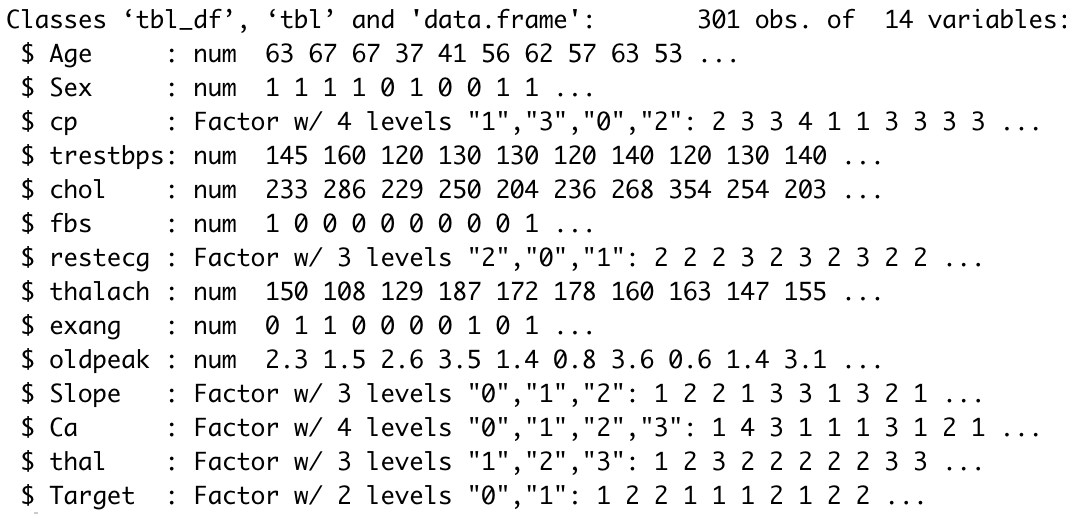 Classes ‘tbl_df’, ‘tbl’ and 'data.frame':	301 obs. of  14 variables:
 $ Age     : num  63 67 67 37 41 56 62 57 63 53 ...
 $ Sex     : num  1 1 1 1 0 1 0 0 1 1 ...
 $ cp      : Factor w/ 4 levels "1","3","0","2": 2 3 3 4 1 1 3 3 3 3 ...
 $ trestbps: num  145 160 120 130 130 120 140 120 130 140 ...
 $ chol    : num  233 286 229 250 204 236 268 354 254 203 ...
 $ fbs     : num  1 0 0 0 0 0 0 0 0 1 ...
 $ restecg : Factor w/ 3 levels "2","0","1": 2 2 2 3 2 3 2 3 2 2 ...
 $ thalach : num  150 108 129 187 172 178 160 163 147 155 ...
 $ exang   : num  0 1 1 0 0 0 0 1 0 1 ...
 $ oldpeak : num  2.3 1.5 2.6 3.5 1.4 0.8 3.6 0.6 1.4 3.1 ...
 $ Slope   : Factor w/ 3 levels "0","1","2": 1 2 2 1 3 3 1 3 2 1 ...
 $ Ca      : Factor w/ 4 levels "0","1","2","3": 1 4 3 1 1 1 3 1 2 1 ...
 $ thal    : Factor w/ 3 levels "1","2","3": 1 2 3 2 2 2 2 2 3 3 ...
 $ Target  : Factor w/ 2 levels "0","1": 1 2 2 1 1 1 2 1 2 2 ...